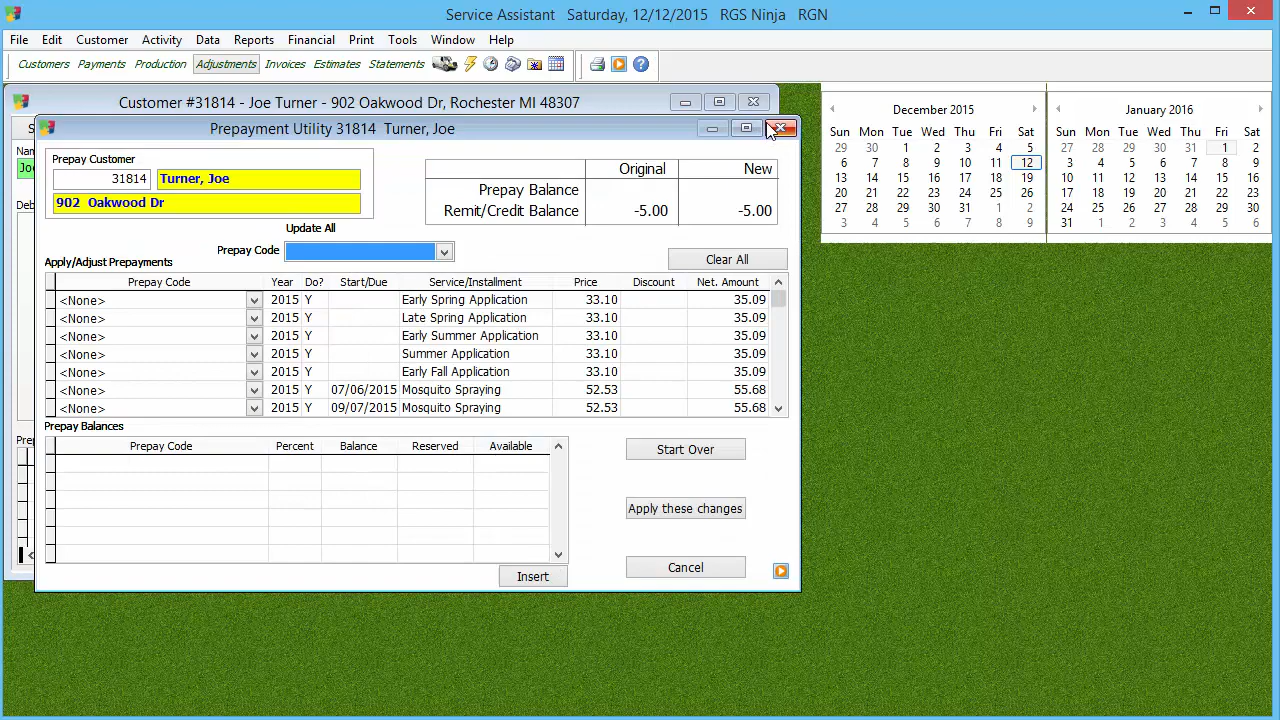 Service Assistant Saturday, 12/12/2015 RGS Ninja RGN
File Edit Customer Activity Data Reports Financial Print Tools Window Help
Customers Payments Production Adjustments Invoices Estimates Statements
Customer #31814 - Joe Turner - 902 Oakwood Dr, Rochester MI 48307
Prepayment Utility 31814 Turner, Joe
Prepay Customer
31814 Turner, Joe
902 Oakwood Dr
Original New
Prepay Balance
Remit/Credit Balance -5.00 -5.00
Update All
Prepay Code
Clear All
Apply/Adjust Prepayments
Prepay Code Year Do? Start/Due Service/Installment Price Discount Net. Amount
<None> 2015 Y Early Spring Application 33.10 35.09
<None> 2015 Y Late Spring Application 33.10 35.09
<None> 2015 Y Early Summer Application 33.10 35.09
<None> 2015 Y Summer Application 33.10 35.09
<None> 2015 Y Early Fall Application 33.10 35.09
<None> 2015 Y 07/06/2015 Mosquito Spraying 52.53 55.68
<None> 2015 Y 09/07/2015 Mosquito Spraying 52.53 55.68
Prepay Balances
Prepay Code Percent Balance Reserved Available
Start Over
Apply these changes
Cancel
Insert
December 2015
Sun Mon Tue Wed Thu Fri Sat
29 30 1 2 3 4 5
6 7 8 9 10 11 12
13 14 15 16 17 18 19
20 21 22 23 24 25 26
27 28 29 30 31 1 2
3 4 5 6 7 8 9
January 2016
Sun Mon Tue Wed Thu Fri Sat
27 28 29 30 31 1 2
3 4 5 6 7 8 9
10 11 12 13 14 15 16
17 18 19 20 21 22 23
24 25 26 27 28 29 30
31 1 2 3 4 5 6